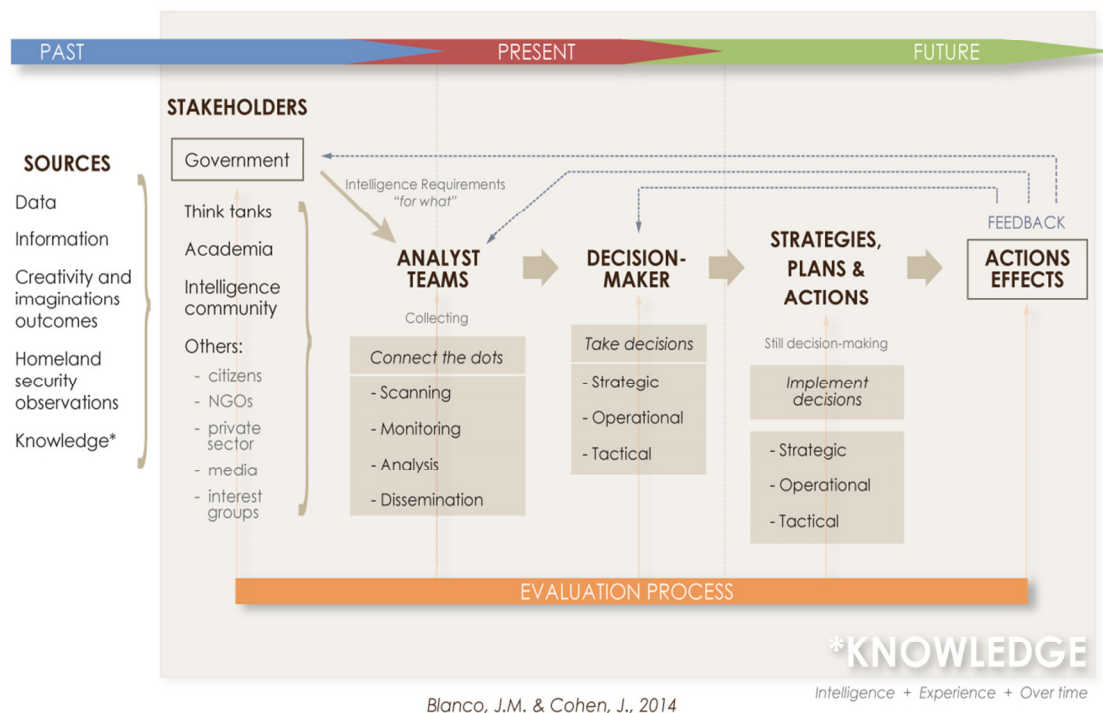 PAST
PRESENT
FUTURE
STAKEHOLDERS
SOURCES
Data
Information
Creativity and
imaginations
outcomes
Homeland
security
observations
Knowledge*
Government
Think tanks
Academia
Intelligence
community
Others:
- citizens
- NGOs
- private
sector
- media
- interest
groups
Intelligence Requirements
"for what"
ANALYST
TEAMS
Collecting
Connect the dots
- Scanning
- Monitoring
- Analysis
- Dissemination
DECISION-
MAKER
Take decisions
- Strategic
- Operational
- Tactical
STRATEGIES,
PLANS &
ACTIONS
Still decision-making
Implement
decisions
- Strategic
- Operational
- Tactical
FEEDBACK
ACTIONS
EFFECTS
EVALUATION PROCESS
*KNOWLEDGE
Intelligence + Experience + Over time
Blanco, J.M. & Cohen, J., 2014